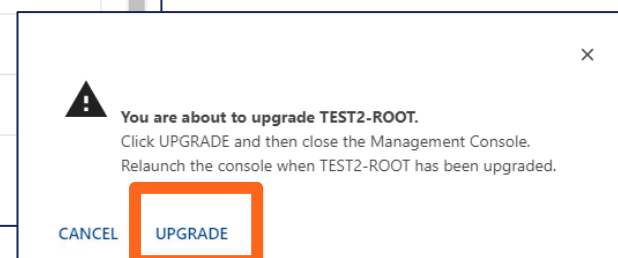 You are about to upgrade TEST2-ROOT.
Click UPGRADE and then close the Management Console.
Relaunch the console when TEST2-ROOT has been upgraded.
CANCEL UPGRADE